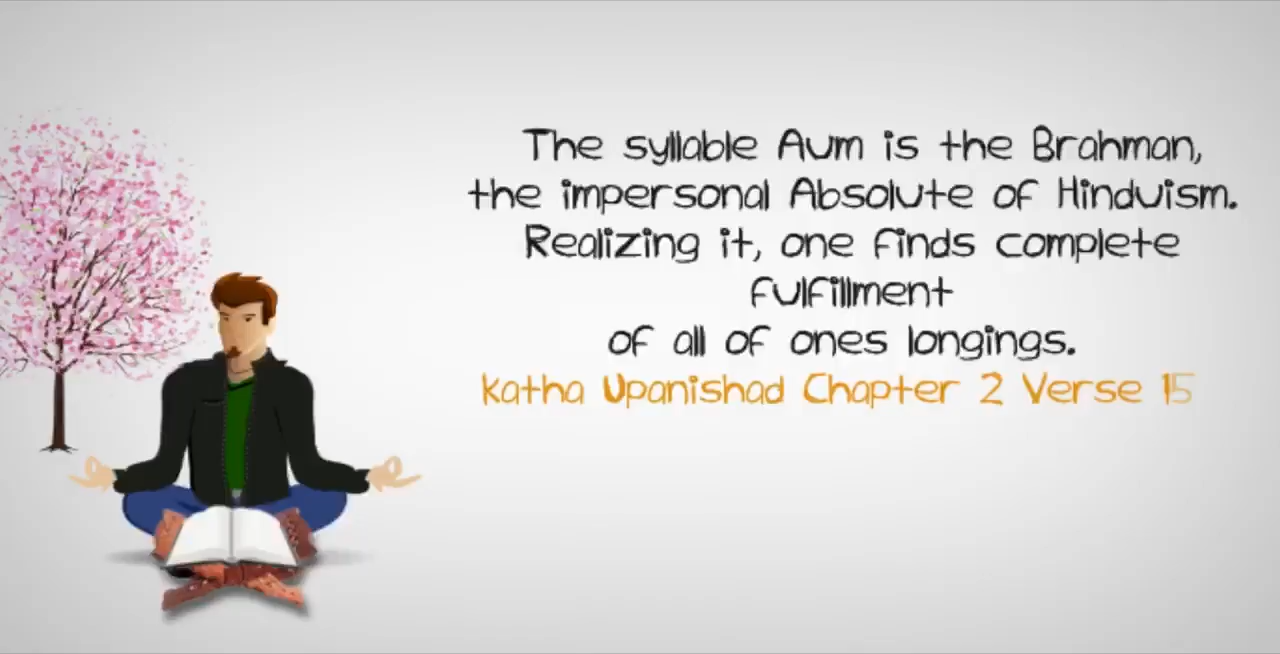 The syllable Aum is the Brahman,
the impersonal Absolute of Hinduism.
Realizing it, one finds complete
fulfillment
of all of ones longings.
Katha Upanishad Chapter 2 Verse 15